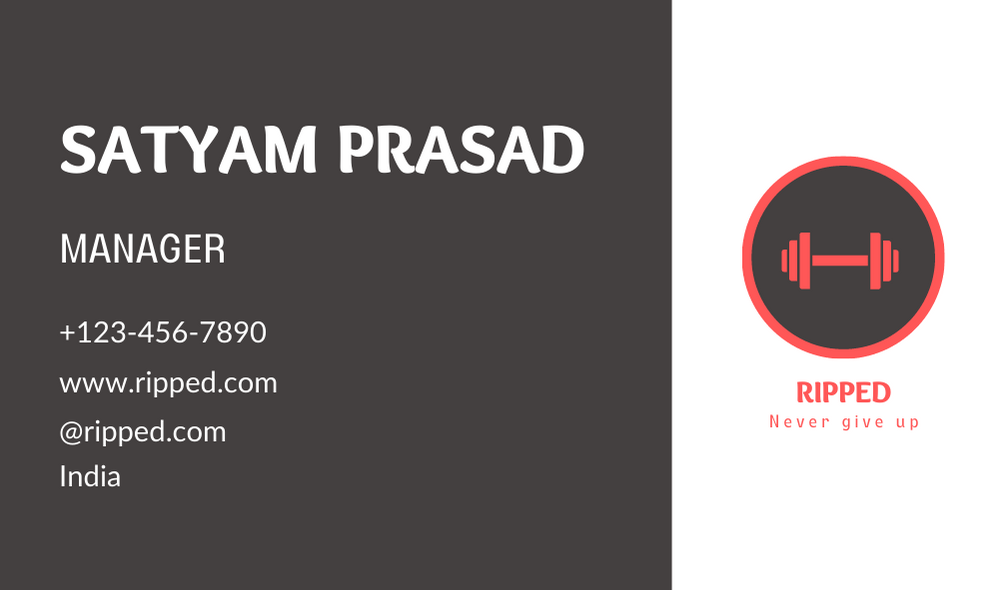 SATYAM PRASAD
MANAGER
+123-456-7890
www.ripped.com
@ripped.com
India
RIPPED
Never give up